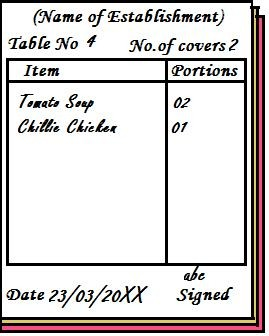 (Name of Establishment)
Table No 4 No.of covers 2
Item Portions
Tomato Soup 02
Chillie Chicken 01
abc
Date 23/03/20XX Signed